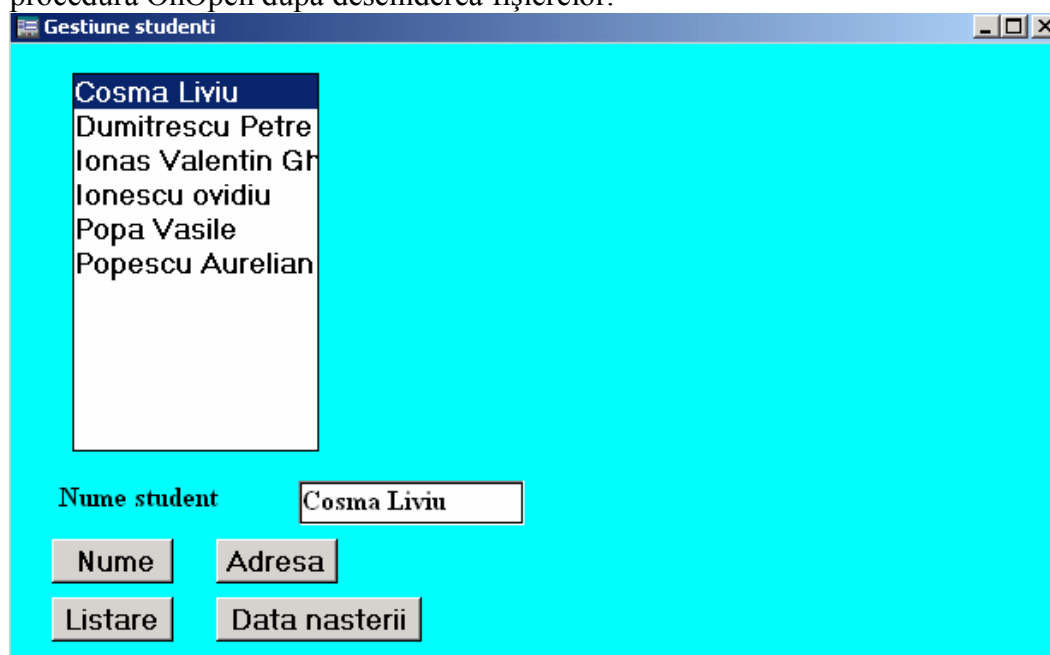 procedura OnOpen după deschiderea fişierelor.
Gestiune studenti
Cosma Liviu
Dumitrescu Petre
Ionas Valentin Gh
Ionescu ovidiu
Popa Vasile
Popescu Aurelian
Nume student Cosma Liviu
Nume Adresa
Listare Data nasterii